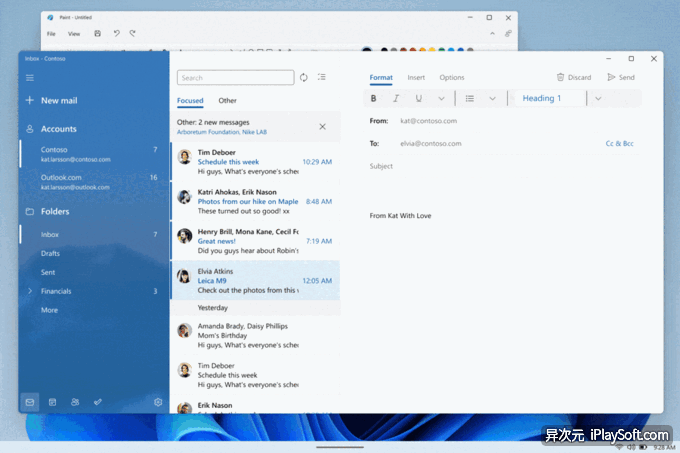 Paint - Untitled
File
View
Inbox - Contoso
New mail
Accounts
Contoso
7
kat.larsson@contoso.com
Outlook.com
16
kat.larsson@outlook.com
Folders
Inbox
7
Drafts
Sent
Financials
3
More
Search
Focused
Other
Other: 2 new messages
Arboretum Foundation, Nike LAB
Tim Deboer
Schedule this week
10:29 AM
Hi guys, What's everyone's sche
Katri Ahokas, Erik Nason
Photos from our hike on Maple
8:48 AM
These turned out so good! xx
Henry Brill, Mona Kane, Cecil Fo
Great news!
7:19 AM
Did you guys hear about Robin'
Elvia Atkins
Leica M9
12:05 AM
Check out the photos from this
Yesterday
Amanda Brady, Daisy Phillips
Mom's Birthday
Hi guys, What's everyone's sche
Tim Deboer
Schedule this week
Hi guys, What's everyone's sche
Erik Nason
Format
Insert
Options
Discard
Send
B
I
U
Heading 1
From:
kat@contoso.com
To:
elvia@contoso.com
Cc & Bcc
Subject
From Kat With Love
异次元 iPlaySoft.com
9:28 AM